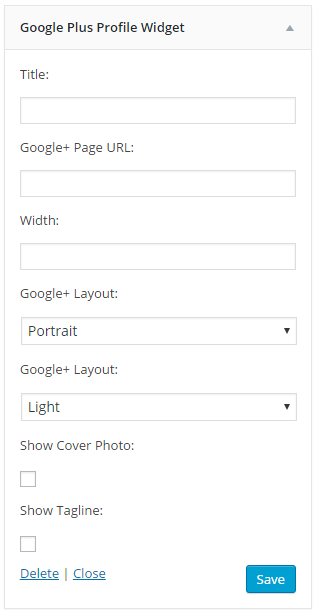 Google Plus Profile Widget
Title:
Google+ Page URL:
Width:
Google+ Layout:
Portrait
Google+ Layout:
Light
Show Cover Photo:
Show Tagline:
Delete | Close
Save